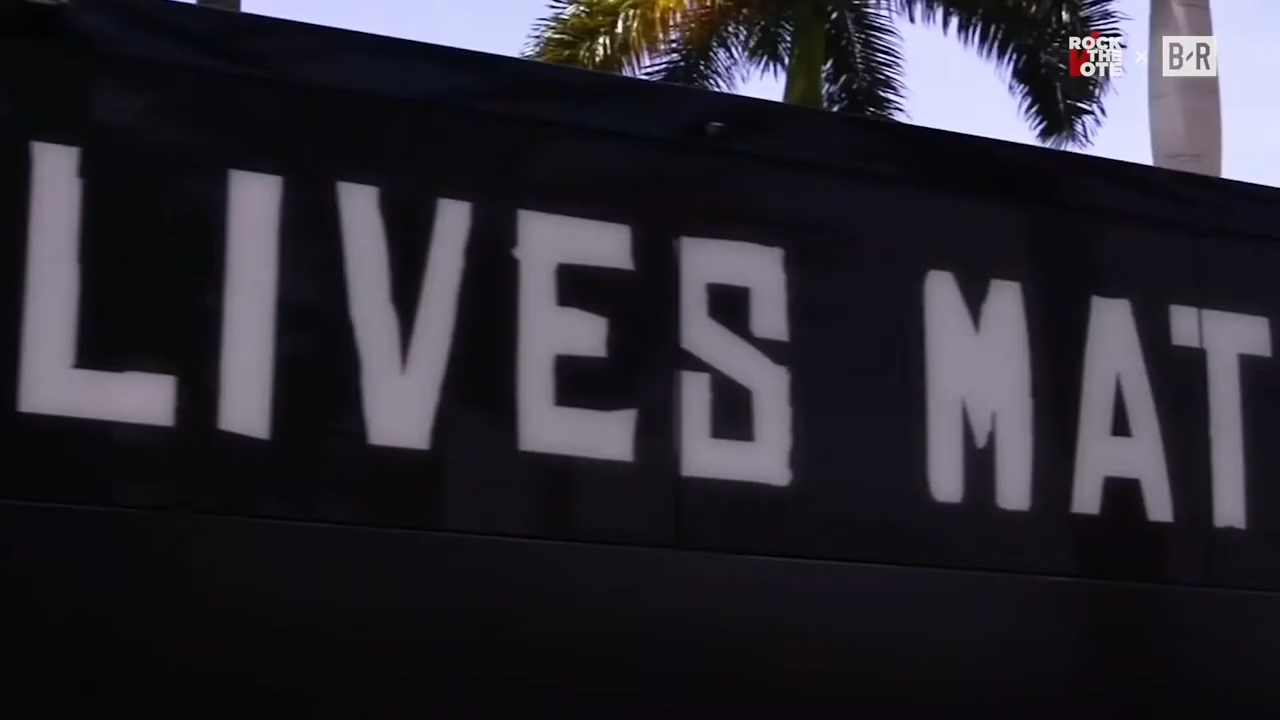 ROCK
THE
VOTE
×
B/R
LIVES MAT